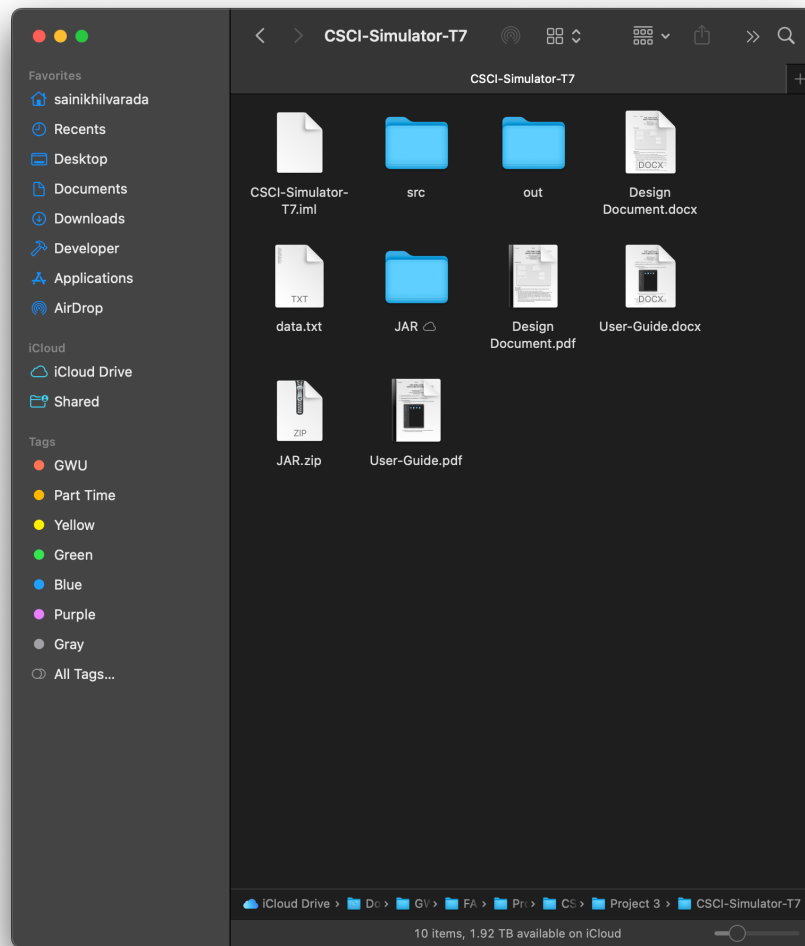 CSCI-Simulator-T7
CSCI-Simulator-T7
Favorites
sainikhilvarada
Recents
Desktop
Documents
Downloads
Developer
Applications
AirDrop
iCloud
iCloud Drive
Shared
Tags
GWU
Part Time
Yellow
Green
Blue
Purple
Gray
All Tags...
CSCI-Simulator-
T7.iml
src
out
DOCX
Design
Document.docx
TXT
data.txt
JAR
Design
Document.pdf
DOCX
User-Guide.docx
ZIP
JAR.zip
User-Guide.pdf
iCloud Drive › Do › GV › FA › Pr › CS › Project 3 › CSCI-Simulator-T7
10 items, 1.92 TB available on iCloud